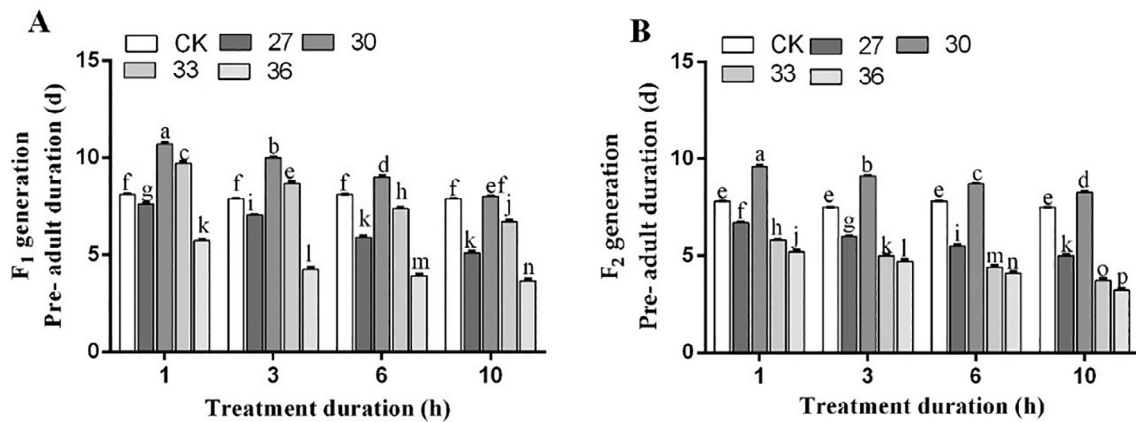 A
CK 27 30
33 36
15
10
5
0
F1 generation
Pre- adult duration (d)
f g a c k
f i b e l
f k d h m
f k ef j n
1 3 6 10
Treatment duration (h)
B
CK 27 30
33 36
15
10
5
0
F2 generation
Pre- adult duration (d)
e f a h j
e g b k l
e i c m n
e k d o p
1 3 6 10
Treatment duration (h)